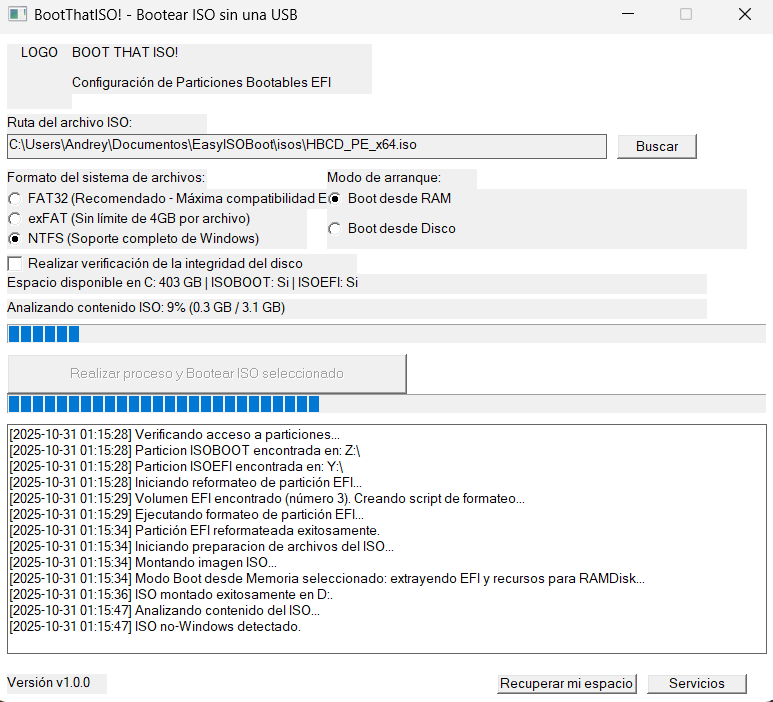 BootThatISO! - Bootear ISO sin una USB
LOGO BOOT THAT ISO!
Configuración de Particiones Bootables EFI
Ruta del archivo ISO:
C:\Users\Andrey\Documentos\EasyISOBoot\isos\HBCD_PE_x64.iso
Buscar
Formato del sistema de archivos:
FAT32 (Recomendado - Máxima compatibilidad E
exFAT (Sin límite de 4GB por archivo)
NTFS (Soporte completo de Windows)
Modo de arranque:
Boot desde RAM
Boot desde Disco
Realizar verificación de la integridad del disco
Espacio disponible en C: 403 GB | ISOBOOT: Si | ISOEFI: Si
Analizando contenido ISO: 9% (0.3 GB / 3.1 GB)
Realizar proceso y Bootear ISO seleccionado
[2025-10-31 01:15:28] Verificando acceso a particiones...
[2025-10-31 01:15:28] Particion ISOBOOT encontrada en: Z:\
[2025-10-31 01:15:28] Particion ISOEFI encontrada en: Y:\
[2025-10-31 01:15:28] Iniciando reformateo de partición EFI...
[2025-10-31 01:15:29] Volumen EFI encontrado (número 3). Creando script de formateo...
[2025-10-31 01:15:29] Ejecutando formateo de partición EFI...
[2025-10-31 01:15:34] Partición EFI reformateada exitosamente.
[2025-10-31 01:15:34] Iniciando preparacion de archivos del ISO...
[2025-10-31 01:15:34] Montando imagen ISO...
[2025-10-31 01:15:34] Modo Boot desde Memoria seleccionado: extrayendo EFI y recursos para RAMDisk...
[2025-10-31 01:15:36] ISO montado exitosamente en D:.
[2025-10-31 01:15:47] Analizando contenido del ISO...
[2025-10-31 01:15:47] ISO no-Windows detectado.
Versión v1.0.0
Recuperar mi espacio
Servicios